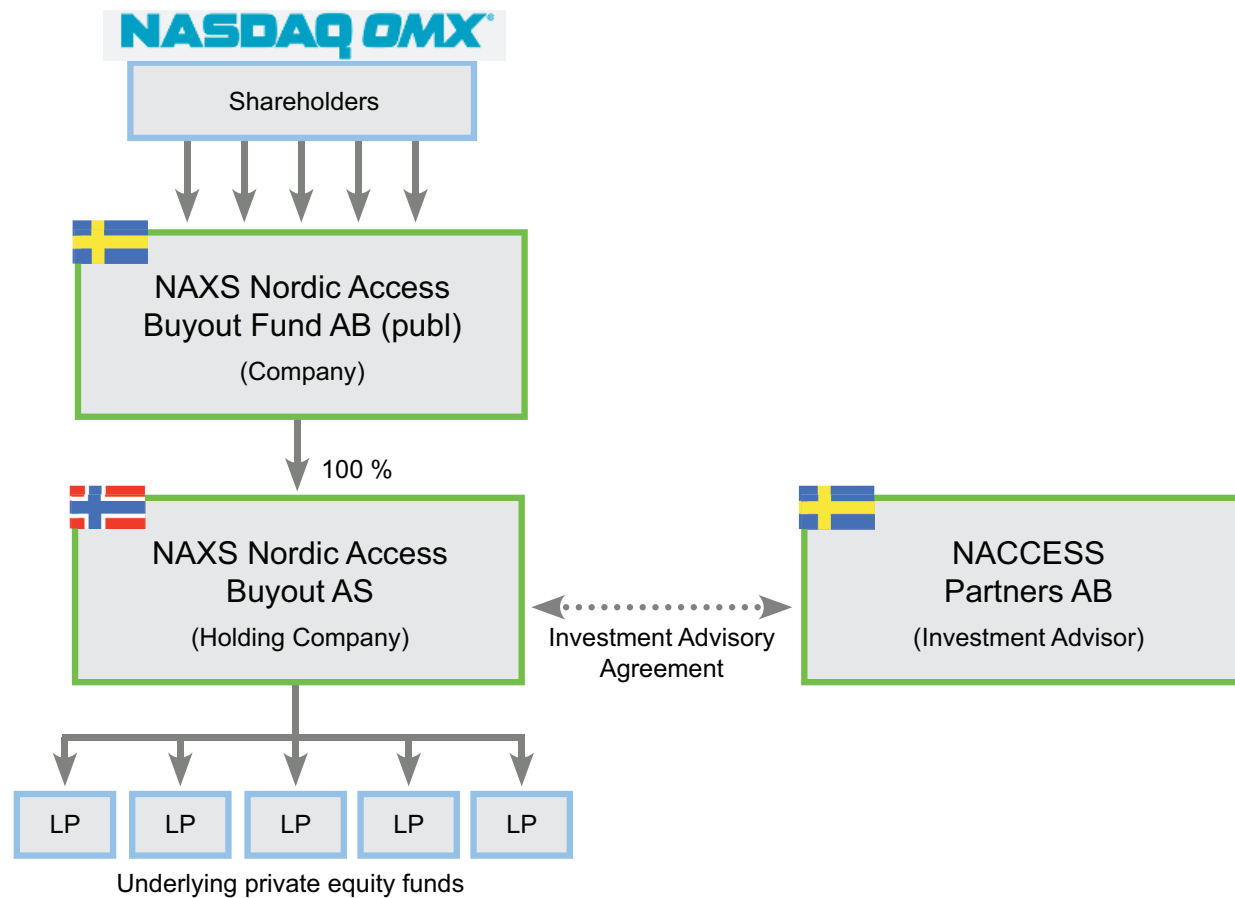 NASDAQ OMX®
Shareholders
NAXS Nordic Access
Buyout Fund AB (publ)
(Company)
100 %
NAXS Nordic Access
Buyout AS
(Holding Company)
Investment Advisory
Agreement
NACCESS
Partners AB
(Investment Advisor)
LP
LP
LP
LP
LP
Underlying private equity funds